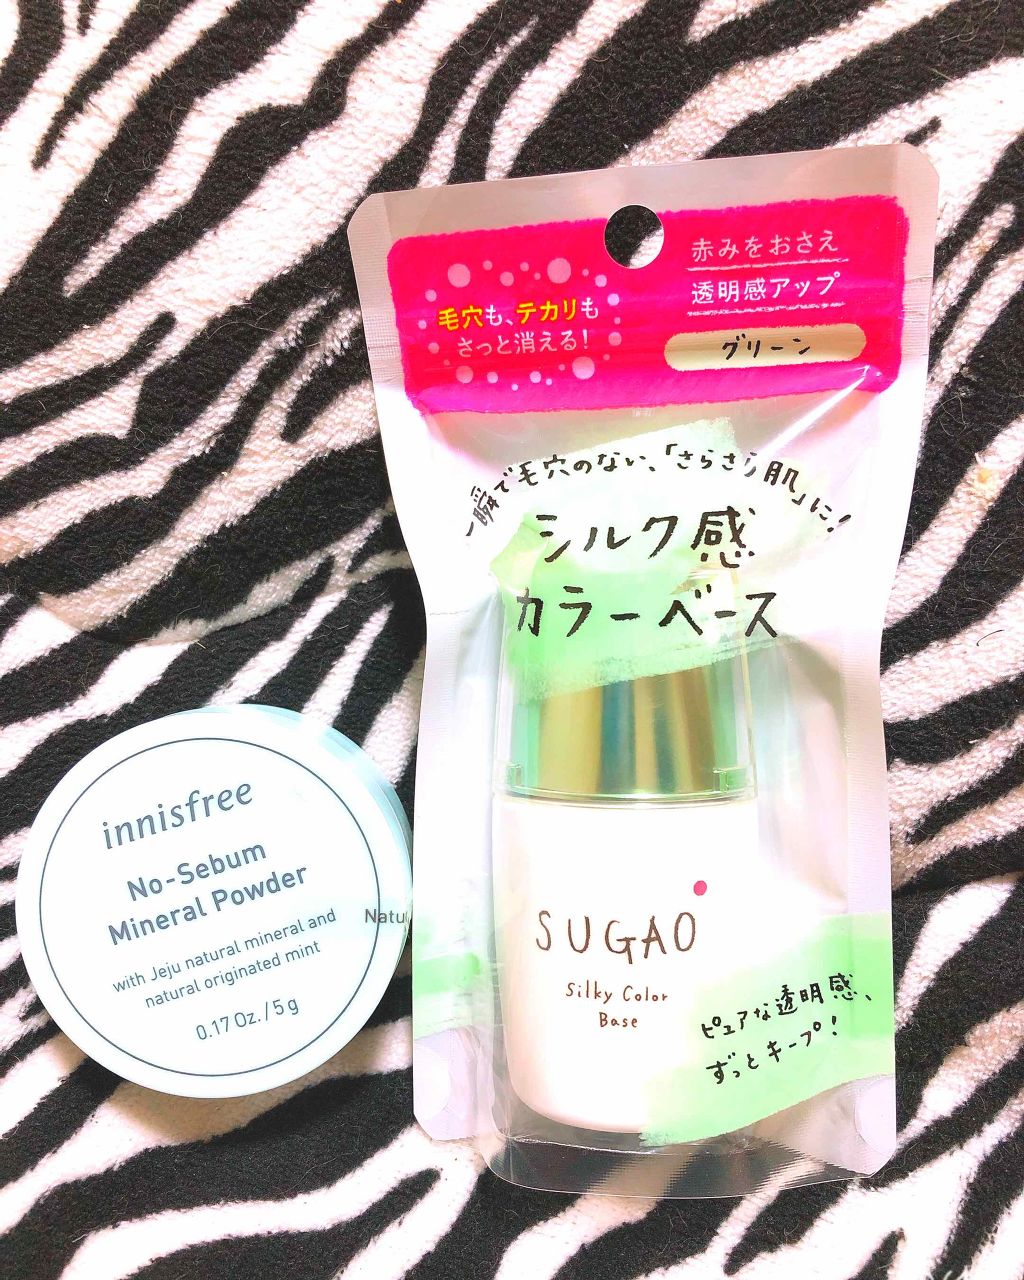 毛穴も、テカリも
さっと消える!
赤みをおさえ
透明感アップ
グリーン
一瞬で毛穴のない、「さらさら肌」に!
シルク感
カラーベース
SUGAO
Silky Color
Base
ピュアな透明感、
ずっとキープ!
innisfree
No-Sebum
Mineral Powder
with Jeju natural mineral and
natural originated mint
0.17 Oz. / 5 g